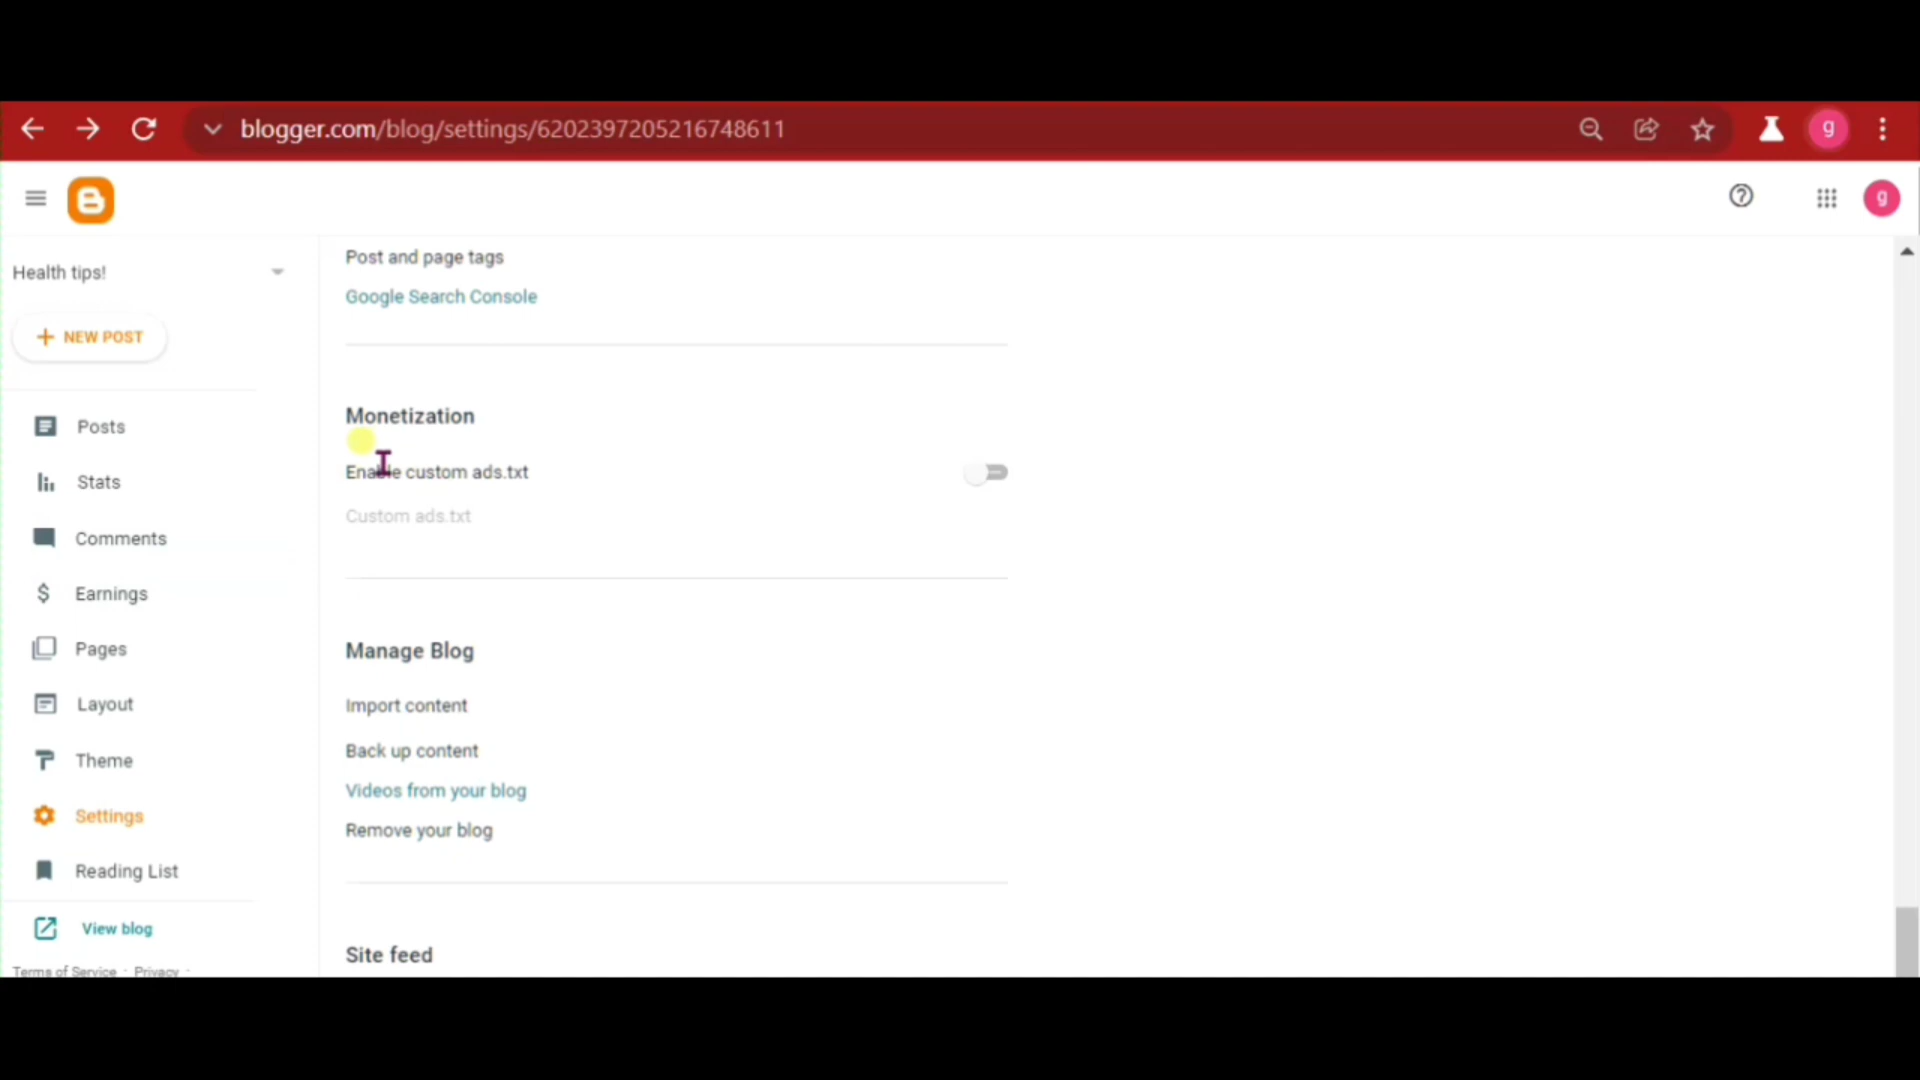 blogger.com/blog/settings/6202397205216748611
g
g
Health tips!
NEW POST
Posts
Stats
Comments
Earnings
Pages
Layout
Theme
Settings
Reading List
View blog
Terms of Service · Privacy ·
Post and page tags
Google Search Console
Monetization
Enable custom ads.txt
Custom ads.txt
Manage Blog
Import content
Back up content
Videos from your blog
Remove your blog
Site feed